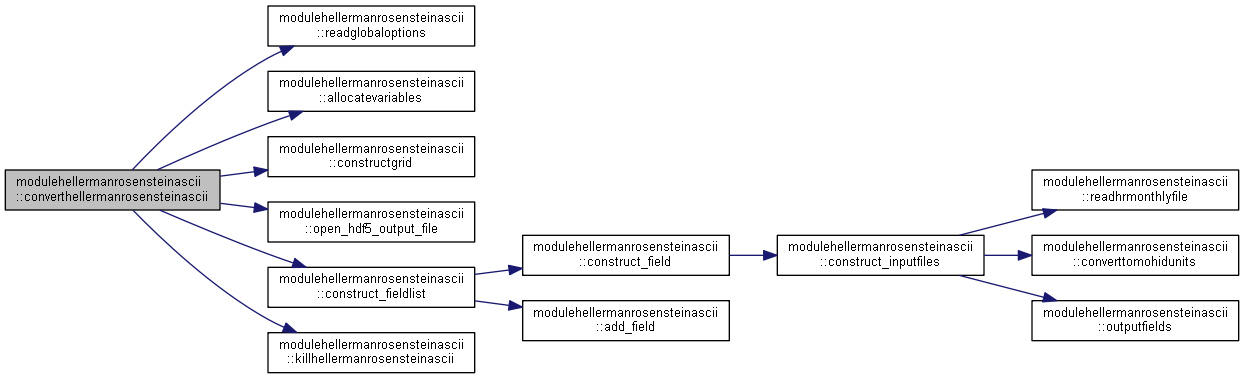 modulehellermanrosensteinascii
::converthellermanrosensteinascii
modulehellermanrosensteinascii
::readglobaloptions
modulehellermanrosensteinascii
::allocatevariables
modulehellermanrosensteinascii
::constructgrid
modulehellermanrosensteinascii
::open_hdf5_output_file
modulehellermanrosensteinascii
::construct_fieldlist
modulehellermanrosensteinascii
::killhellermanrosensteinascii
modulehellermanrosensteinascii
::construct_field
modulehellermanrosensteinascii
::add_field
modulehellermanrosensteinascii
::construct_inputfiles
modulehellermanrosensteinascii
::readhrmonthlyfile
modulehellermanrosensteinascii
::converttomohidunits
modulehellermanrosensteinascii
::outputfields